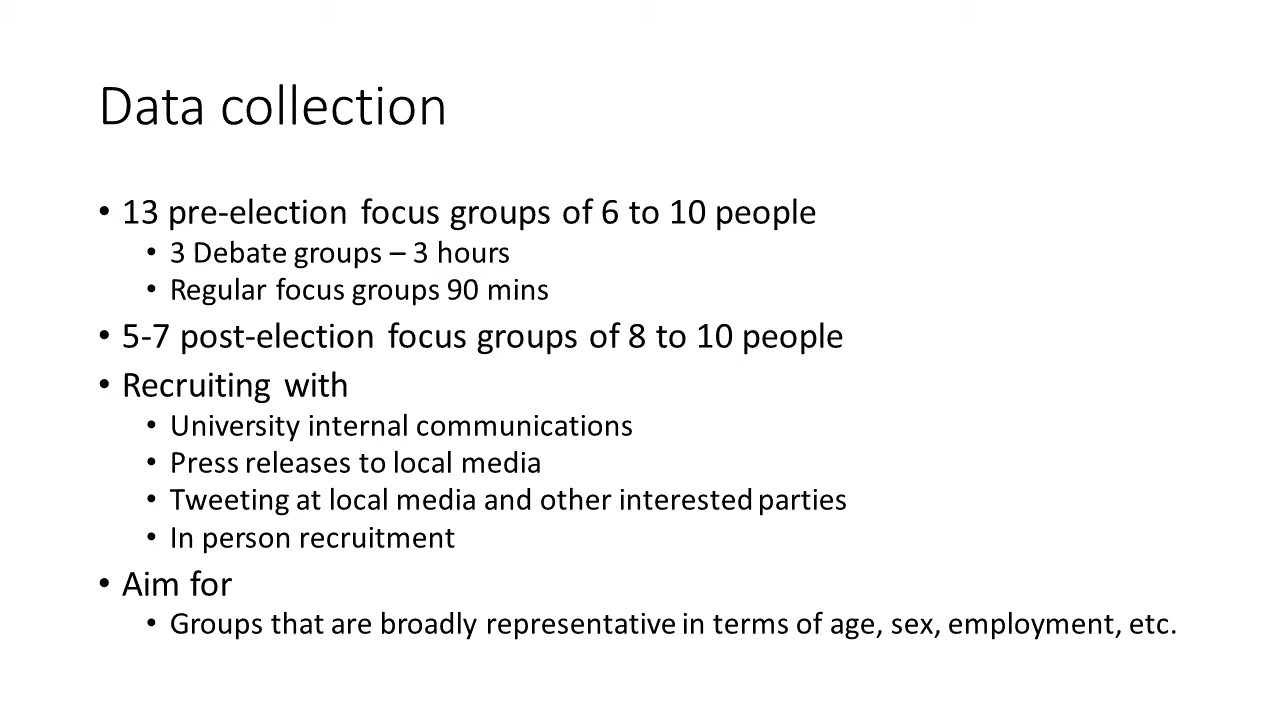 Data collection
• 13 pre-election focus groups of 6 to 10 people
• 3 Debate groups – 3 hours
• Regular focus groups 90 mins
• 5-7 post-election focus groups of 8 to 10 people
• Recruiting with
• University internal communications
• Press releases to local media
• Tweeting at local media and other interested parties
• In person recruitment
• Aim for
• Groups that are broadly representative in terms of age, sex, employment, etc.